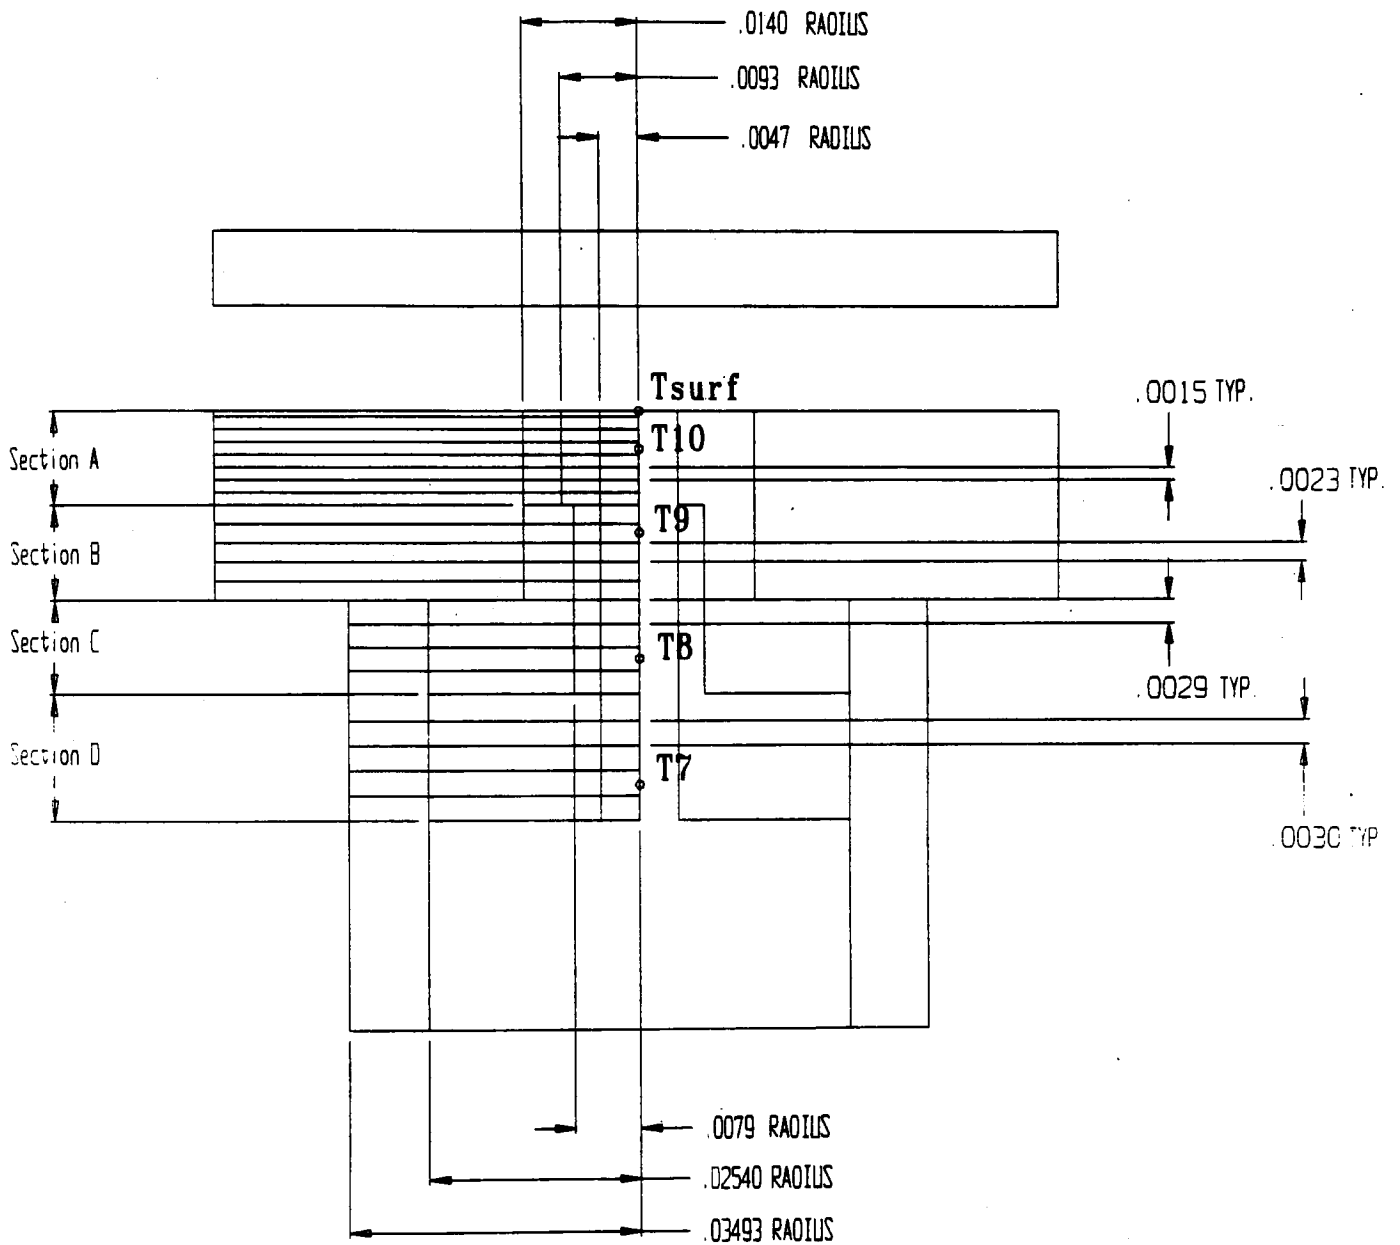 .0140 RADIUS
.0093 RADIUS
.0047 RADIUS
Tsurf
.0015 TYP.
T10
Section A
.0023 TYP.
T9
Section B
Section C
T8
.0029 TYP.
Section D
T7
.0030 TYP
.0079 RADIUS
.02540 RADIUS
.03493 RADIUS